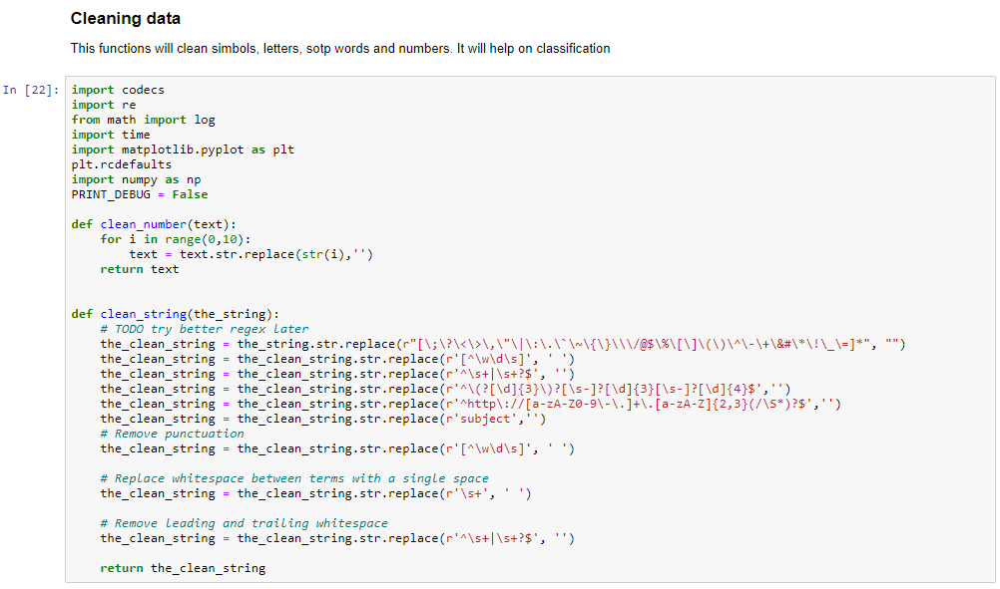 Cleaning data
This functions will clean simbols, letters, sotp words and numbers. It will help on classification
In [22]:
import codecs
import re
from math import log
import time
import matplotlib.pyplot as plt
plt.rcdefaults
import numpy as np
PRINT_DEBUG = False
def clean_number(text):
    for i in range(0,10):
        text = text.str.replace(str(i),'')
    return text
def clean_string(the_string):
    # TODO try better regex later
    the_clean_string = the_string.str.replace(r"[\;\?\<\>\,\"\|\:\.\`\~\{\}\\\/@$\%\[\]\(\)\^\-\+\&#\*\!\_\=]*", "")
    the_clean_string = the_clean_string.str.replace(r'[^\w\d\s]', ' ')
    the_clean_string = the_clean_string.str.replace(r'^\s+|\s+?$', '')
    the_clean_string = the_clean_string.str.replace(r'^\(?[\d]{3}\)?[\s-]?[\d]{3}[\s-]?[\d]{4}$','')
    the_clean_string = the_clean_string.str.replace(r'^http\://[a-zA-Z0-9\-\.]+\.[a-zA-Z]{2,3}(/\S*)?$','')
    the_clean_string = the_clean_string.str.replace(r'subject','')
    # Remove punctuation
    the_clean_string = the_clean_string.str.replace(r'[^\w\d\s]', ' ')
    # Replace whitespace between terms with a single space
    the_clean_string = the_clean_string.str.replace(r'\s+', ' ')
    # Remove leading and trailing whitespace
    the_clean_string = the_clean_string.str.replace(r'^\s+|\s+?$', '')
    return the_clean_string